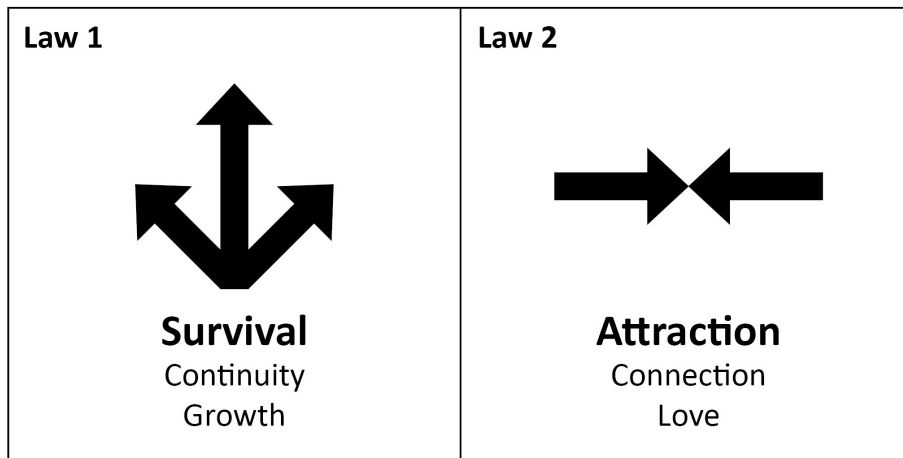 Law 1
Survival
Continuity
Growth
Law 2
Attraction
Connection
Love